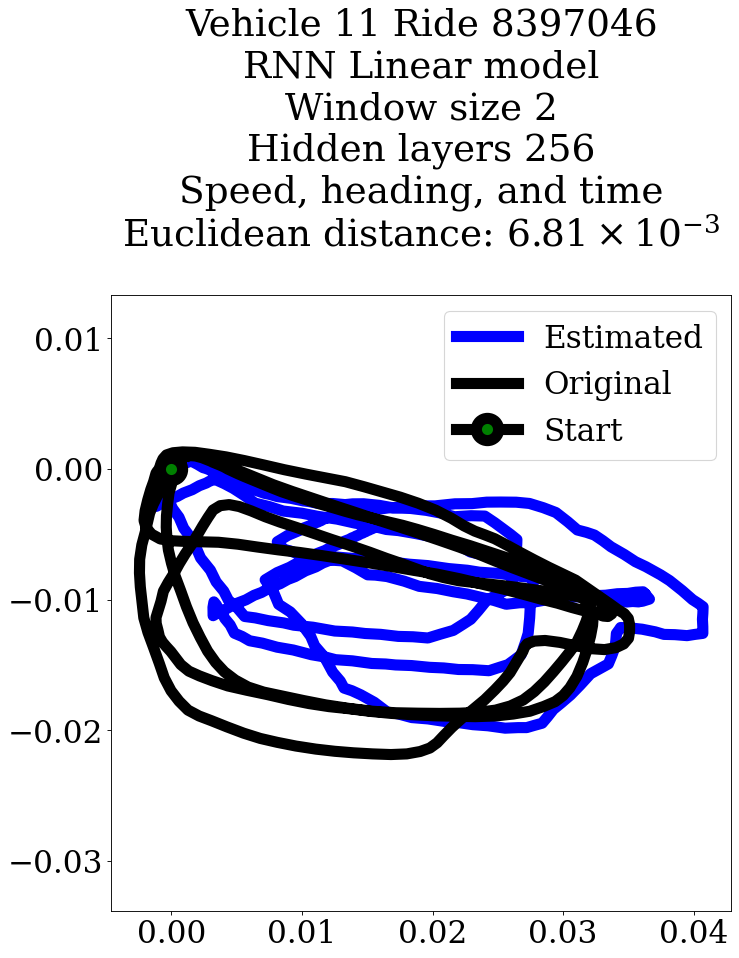 Vehicle 11 Ride 8397046
RNN Linear model
Window size 2
Hidden layers 256
Speed, heading, and time
Euclidean distance: 6.81 × 10⁻³
Estimated
Original
Start
0.01
0.00
−0.01
−0.02
−0.03
0.00 0.01 0.02 0.03 0.04